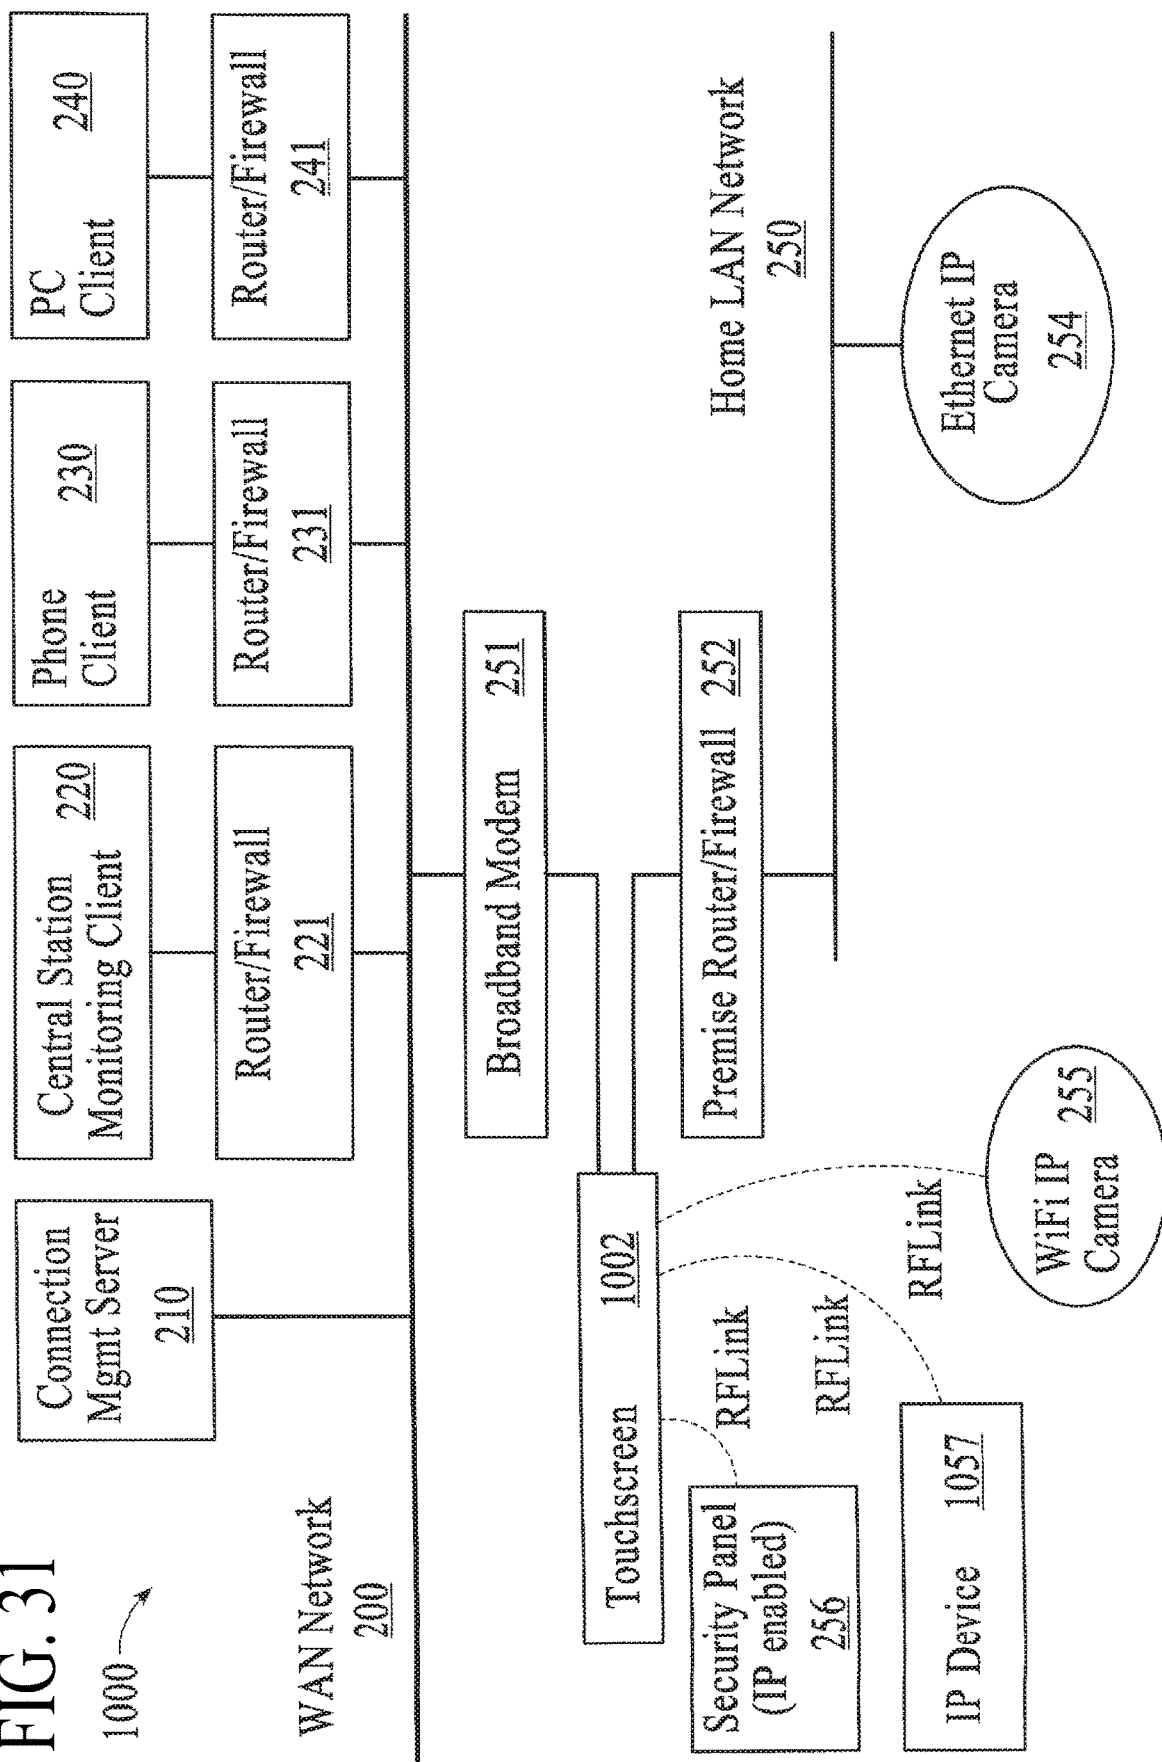 FIG. 31
1000
Connection
Mgmt Server
210
Central Station
Monitoring Client
220
Phone
Client
230
PC
Client
240
Router/Firewall
221
Router/Firewall
231
Router/Firewall
241
WAN Network
200
Broadband Modem 251
Touchscreen 1002
Premise Router/Firewall 252
Home LAN Network
250
RFLink
RFLink
RFLink
Security Panel
(IP enabled)
256
IP Device 1057
WiFi IP
Camera
255
Ethernet IP
Camera
254